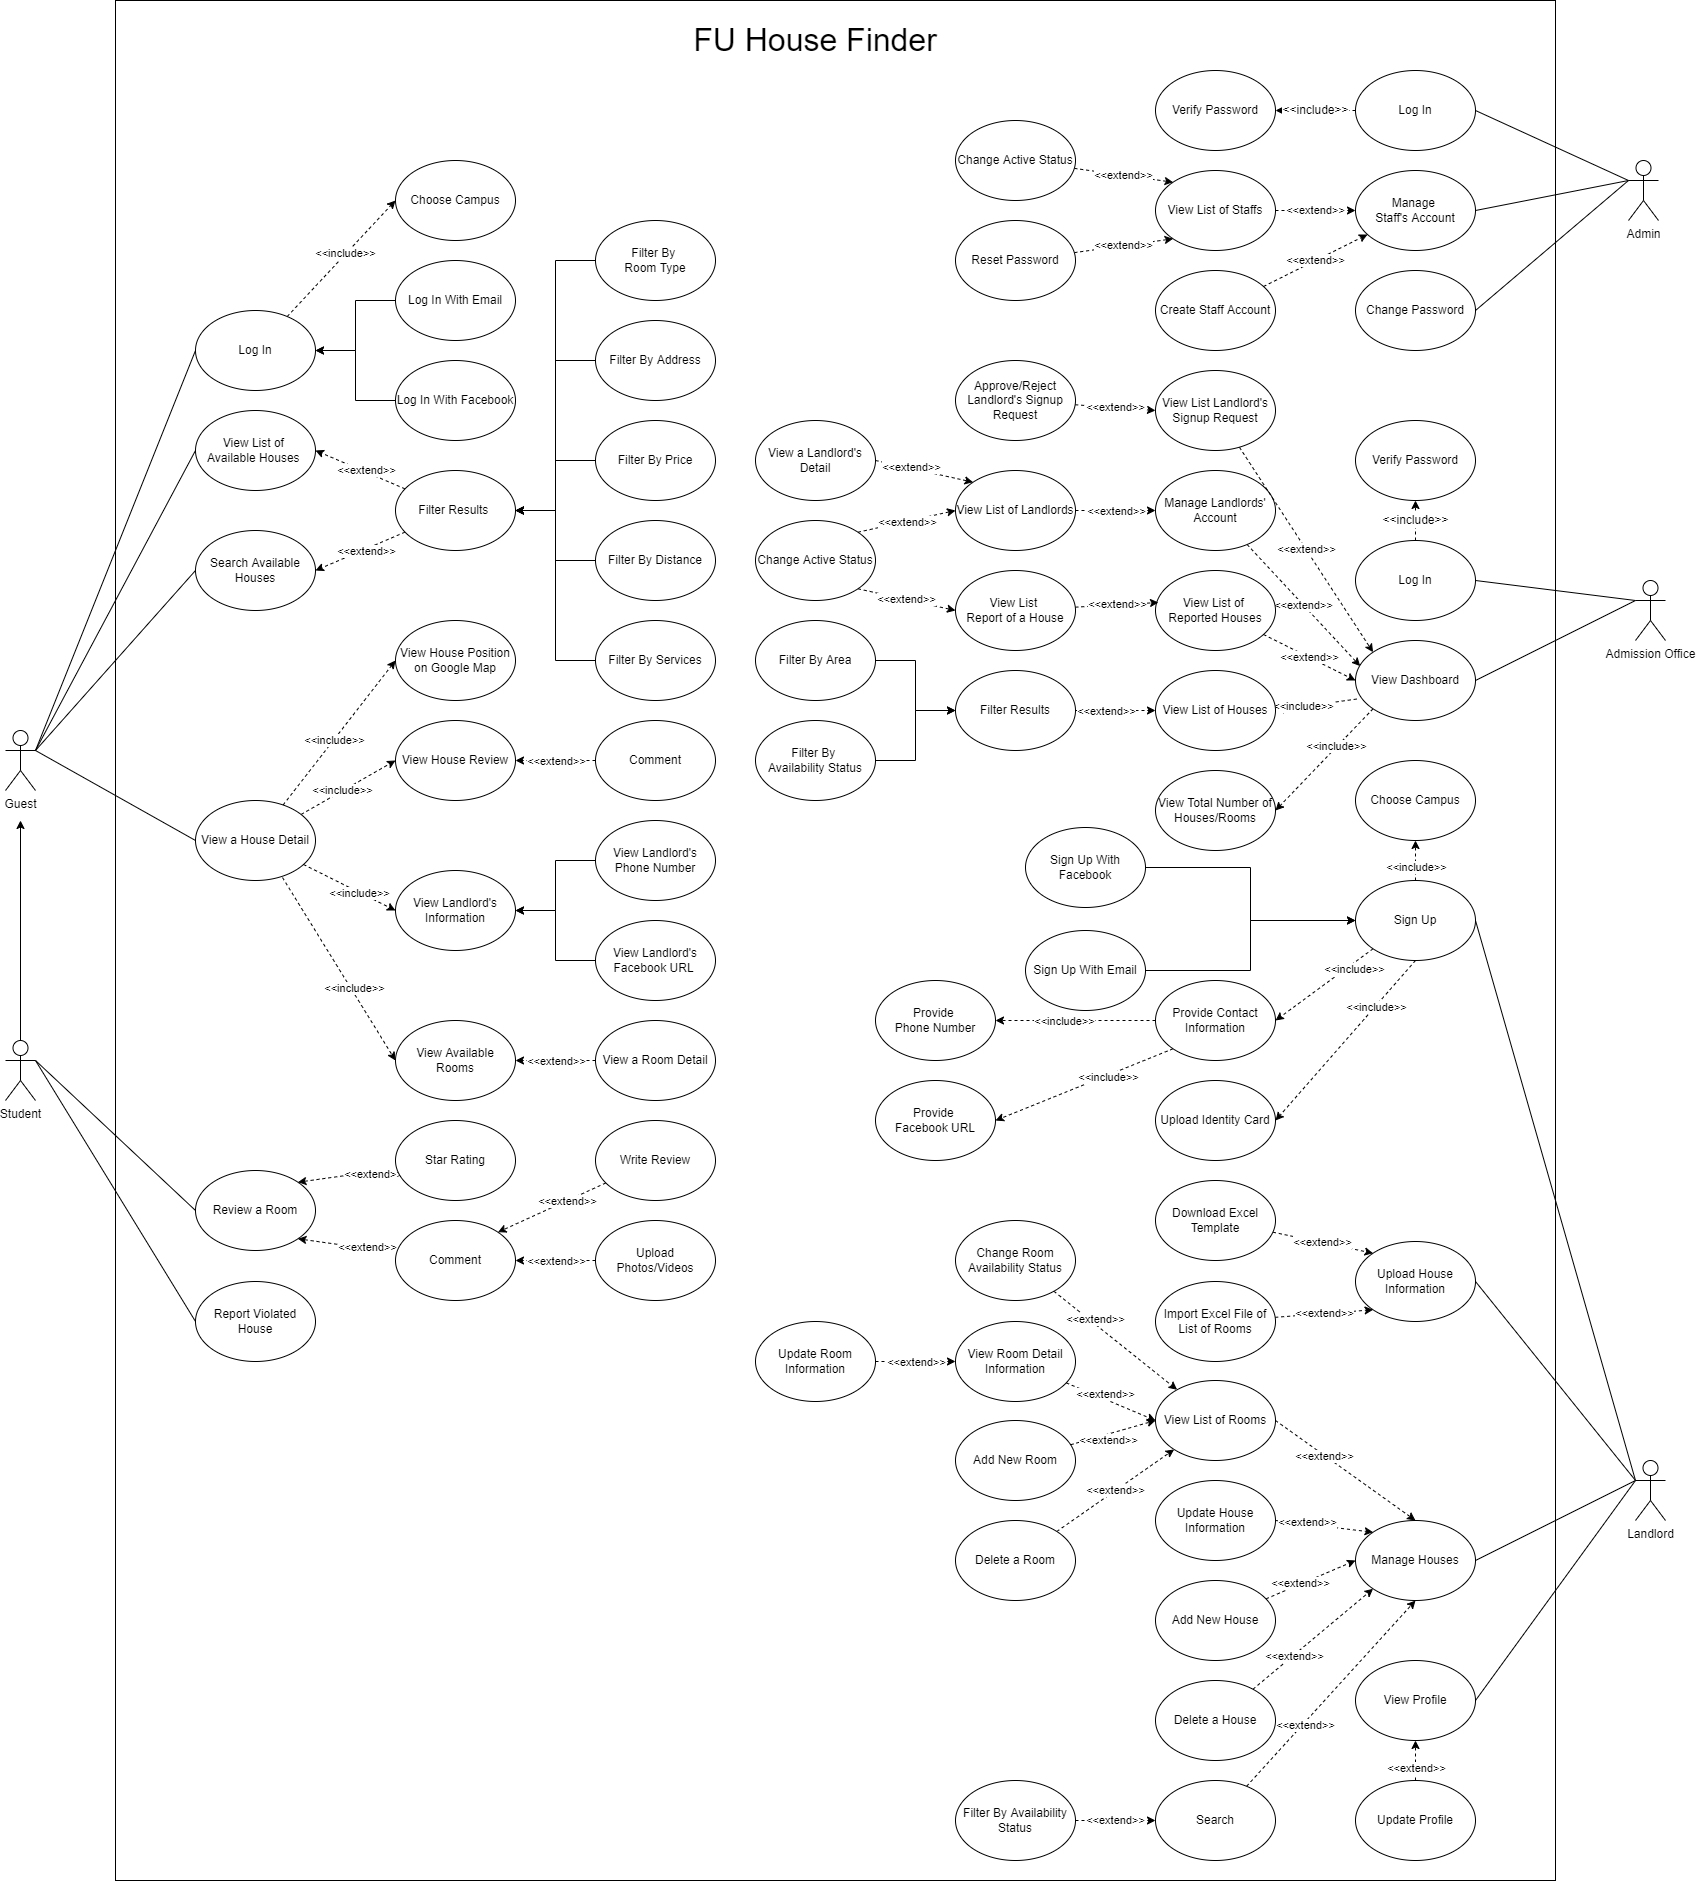 FU House Finder
Verify Password
<<include>>
Log In
Change Active Status
<<extend>>
View List of Staffs
<<extend>>
Manage
Staff's Account
Admin
Reset Password
<<extend>>
<<extend>>
Create Staff Account
Change Password
Choose Campus
<<include>>
Log In With Email
Log In
Log In With Facebook
View List of
Available Houses
<<extend>>
Filter Results
<<extend>>
Search Available
Houses
Filter By
Room Type
Filter By Address
Filter By Price
Filter By Distance
Filter By Services
View House Position
on Google Map
<<include>>
View House Review
<<extend>>
Comment
<<include>>
Guest
View a House Detail
<<include>>
View Landlord's
Information
View Landlord's
Phone Number
View Landlord's
Facebook URL
<<include>>
View Available
Rooms
<<extend>>
View a Room Detail
Student
Star Rating
<<extend>>
Review a Room
<<extend>>
Comment
Write Review
<<extend>>
<<extend>>
Upload
Photos/Videos
Report Violated
House
Approve/Reject
Landlord's Signup
Request
<<extend>>
View List Landlord's
Signup Request
View a Landlord's
Detail
<<extend>>
View List of Landlords
<<extend>>
Manage Landlords'
Account
Change Active Status
<<extend>>
<<extend>>
View List
Report of a House
<<extend>>
View List of
Reported Houses
<<extend>>
<<extend>>
<<extend>>
Verify Password
<<include>>
Log In
Admission Office
View Dashboard
Filter By Area
Filter By
Availability Status
Filter Results
<<extend>>
View List of Houses
<<include>>
<<include>>
View Total Number of
Houses/Rooms
Choose Campus
<<include>>
Sign Up With
Facebook
Sign Up
Sign Up With Email
<<include>>
<<include>>
Provide
Phone Number
<<include>>
Provide Contact
Information
<<include>>
Provide
Facebook URL
Upload Identity Card
Download Excel
Template
<<extend>>
Upload House
Information
Import Excel File of
List of Rooms
<<extend>>
Change Room
Availability Status
<<extend>>
Update Room
Information
<<extend>>
View Room Detail
Information
<<extend>>
View List of Rooms
<<extend>>
Add New Room
<<extend>>
<<extend>>
Delete a Room
Update House
Information
<<extend>>
Manage Houses
Landlord
<<extend>>
Add New House
<<extend>>
Delete a House
<<extend>>
View Profile
<<extend>>
Update Profile
Filter By Availability
Status
<<extend>>
Search